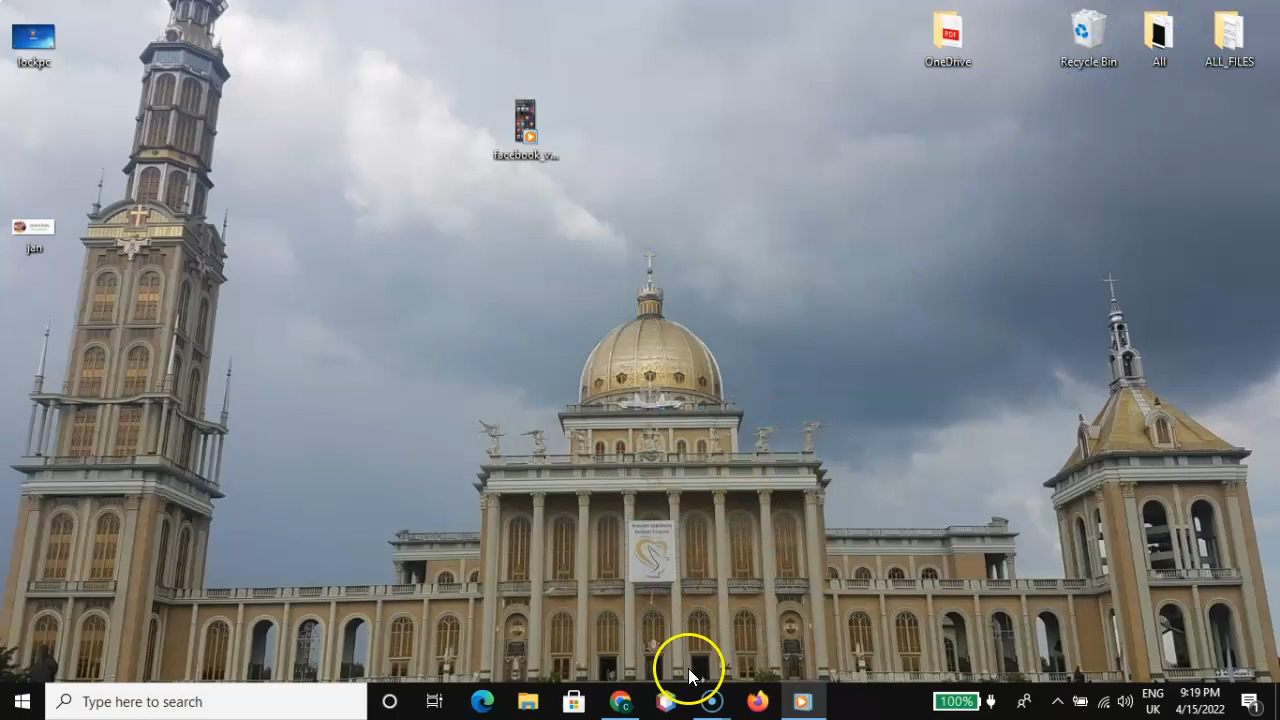 lockpc
OneDrive
Recycle Bin
All
ALL_FILES
PDF
facebook_v...
jan
Type here to search
100%
ENG
UK
9:19 PM
4/15/2022
1